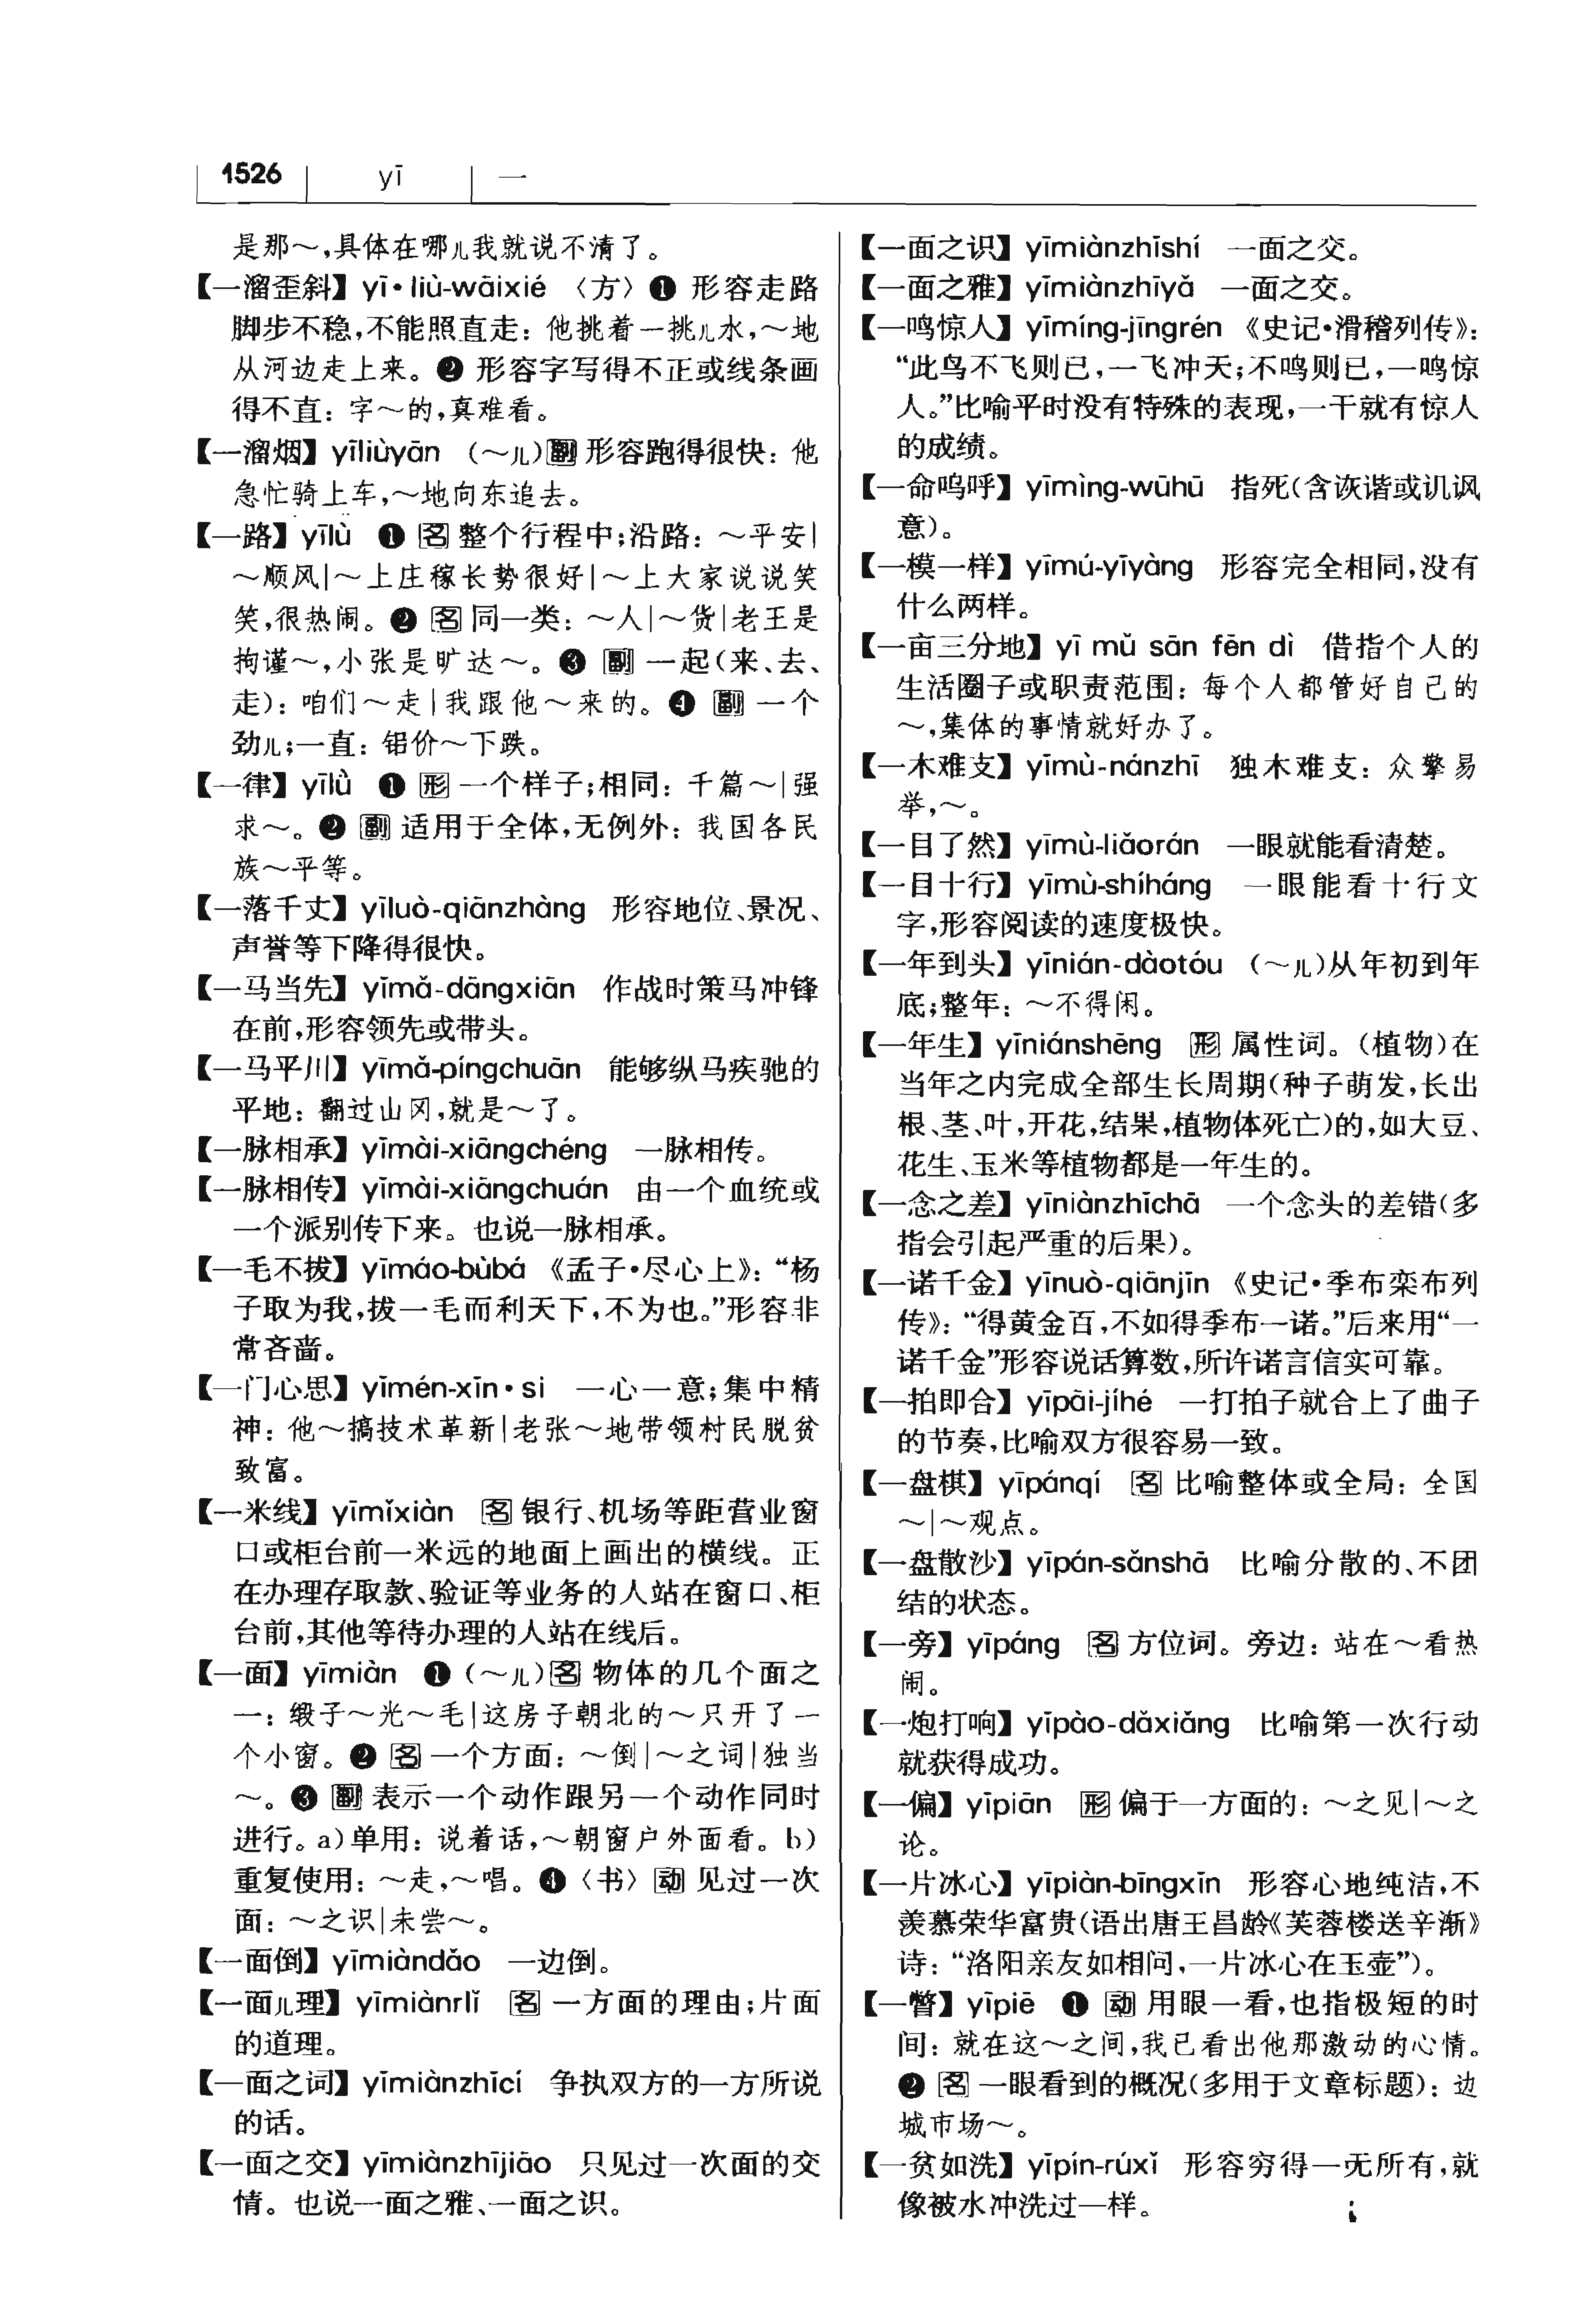 1526 yī 一
是那～,具体在哪儿我就说不清了。
【一溜歪斜】 yī·liù-wāixié 〈方〉❶ 形容走路
脚步不稳,不能照直走：他挑着一挑儿水,～地
从河边走上来。❷ 形容字写得不正或线条画
得不直：字～的,真难看。
【一溜烟】 yīliùyān （～儿）副 形容跑得很快：他
急忙骑上车,～地向东追去。
【一路】 yīlù ❶ 名 整个行程中;沿路：～平安|
～顺风|～上庄稼长势很好|～上大家说说笑
笑,很热闹。❷ 名 同一类：～人|～货|老王是
拘谨～,小张是旷达～。❸ 副 一起(来、去、
走)：咱们～走|我跟他～来的。❹ 副 一个
劲儿;一直：铝价～下跌。
【一律】 yīlǜ ❶ 形 一个样子;相同：千篇～|强
求～。❷ 副 适用于全体,无例外：我国各民
族～平等。
【一落千丈】 yīluò-qiānzhàng 形容地位、景况、
声誉等下降得很快。
【一马当先】 yīmǎ-dāngxiān 作战时策马冲锋
在前,形容领先或带头。
【一马平川】 yīmǎ-píngchuān 能够纵马疾驰的
平地：翻过山冈,就是～了。
【一脉相承】 yīmài-xiāngchéng 一脉相传。
【一脉相传】 yīmài-xiāngchuán 由一个血统或
一个派别传下来。也说一脉相承。
【一毛不拔】 yīmáo-bùbá 《孟子·尽心上》：“杨
子取为我,拔一毛而利天下,不为也。”形容非
常吝啬。
【一门心思】 yīmén-xīn·si 一心一意;集中精
神：他～搞技术革新|老张～地带领村民脱贫
致富。
【一米线】 yīmǐxiàn 名 银行、机场等距营业窗
口或柜台前一米远的地面上画出的横线。正
在办理存取款、验证等业务的人站在窗口、柜
台前,其他等待办理的人站在线后。
【一面】 yīmiàn ❶（～儿）名 物体的几个面之
一：缎子～光～毛|这房子朝北的～只开了一
个小窗。❷ 名 一个方面：～倒|～之词|独当
～。❸ 副 表示一个动作跟另一个动作同时
进行。a)单用：说着话,～朝窗户外面看。b)
重复使用：～走,～唱。❹〈书〉动 见过一次
面：～之识|未尝～。
【一面倒】 yīmiàndǎo 一边倒。
【一面儿理】 yīmiànrlǐ 名 一方面的理由;片面
的道理。
【一面之词】 yīmiànzhīcí 争执双方的一方所说
的话。
【一面之交】 yīmiànzhījiāo 只见过一次面的交
情。也说一面之雅、一面之识。
【一面之识】 yīmiànzhīshí 一面之交。
【一面之雅】 yīmiànzhīyǎ 一面之交。
【一鸣惊人】 yīmíng-jīngrén 《史记·滑稽列传》：
“此鸟不飞则已,一飞冲天;不鸣则已,一鸣惊
人。”比喻平时没有特殊的表现,一干就有惊人
的成绩。
【一命呜呼】 yīmìng-wūhū 指死(含诙谐或讥讽
意)。
【一模一样】 yīmú-yīyàng 形容完全相同,没有
什么两样。
【一亩三分地】 yī mǔ sān fēn dì 借指个人的
生活圈子或职责范围：每个人都管好自己的
～,集体的事情就好办了。
【一木难支】 yīmù-nánzhī 独木难支：众擎易
举,～。
【一目了然】 yīmù-liǎorán 一眼就能看清楚。
【一目十行】 yīmù-shíháng 一眼能看十行文
字,形容阅读的速度极快。
【一年到头】 yīnián-dàotóu （～儿）从年初到年
底;整年：～不得闲。
【一年生】 yīniánshēng 形 属性词。(植物)在
当年之内完成全部生长周期(种子萌发,长出
根、茎、叶,开花,结果,植物体死亡)的,如大豆、
花生、玉米等植物都是一年生的。
【一念之差】 yīniànzhīchā 一个念头的差错(多
指会引起严重的后果)。
【一诺千金】 yīnuò-qiānjīn 《史记·季布栾布列
传》：“得黄金百,不如得季布一诺。”后来用“一
诺千金”形容说话算数,所许诺言信实可靠。
【一拍即合】 yīpāi-jíhé 一打拍子就合上了曲子
的节奏,比喻双方很容易一致。
【一盘棋】 yīpánqí 名 比喻整体或全局：全国
～|～观点。
【一盘散沙】 yīpán-sǎnshā 比喻分散的、不团
结的状态。
【一旁】 yīpáng 名 方位词。旁边：站在～看热
闹。
【一炮打响】 yīpào-dǎxiǎng 比喻第一次行动
就获得成功。
【一偏】 yīpiān 形 偏于一方面的：～之见|～之
论。
【一片冰心】 yīpiàn-bīngxīn 形容心地纯洁,不
羡慕荣华富贵(语出唐王昌龄《芙蓉楼送辛渐》
诗：“洛阳亲友如相问,一片冰心在玉壶”)。
【一瞥】 yīpiē ❶ 动 用眼一看,也指极短的时
间：就在这～之间,我已看出他那激动的心情。
❷ 名 一眼看到的概况(多用于文章标题)：边
城市场～。
【一贫如洗】 yīpín-rúxǐ 形容穷得一无所有,就
像被水冲洗过一样。